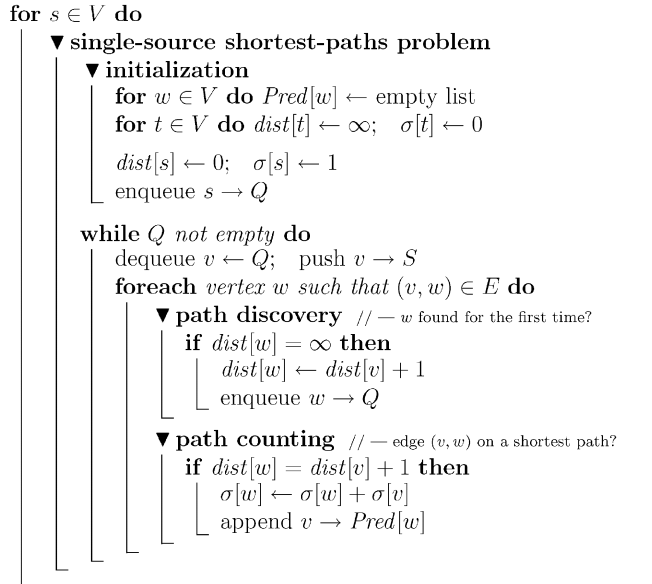 for s ∈ V do
▼ single-source shortest-paths problem
▼ initialization
for w ∈ V do Pred[w] ← empty list
for t ∈ V do dist[t] ← ∞; σ[t] ← 0
dist[s] ← 0; σ[s] ← 1
enqueue s → Q
while Q not empty do
dequeue v ← Q; push v → S
foreach vertex w such that (v, w) ∈ E do
▼ path discovery // — w found for the first time?
if dist[w] = ∞ then
dist[w] ← dist[v] + 1
enqueue w → Q
▼ path counting // — edge (v, w) on a shortest path?
if dist[w] = dist[v] + 1 then
σ[w] ← σ[w] + σ[v]
append v → Pred[w]